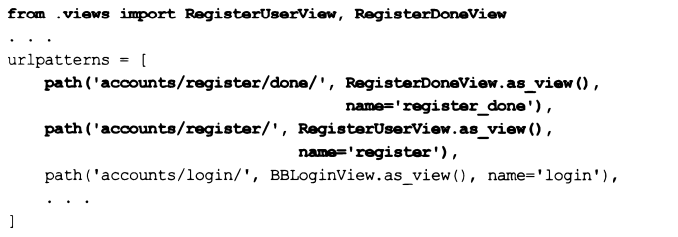 from .views import RegisterUserView, RegisterDoneView
. . .
urlpatterns = [
    path('accounts/register/done/', RegisterDoneView.as_view(),
                                    name='register_done'),
    path('accounts/register/', RegisterUserView.as_view(),
                               name='register'),
    path('accounts/login/', BBLoginView.as_view(), name='login'),
    . . .
]